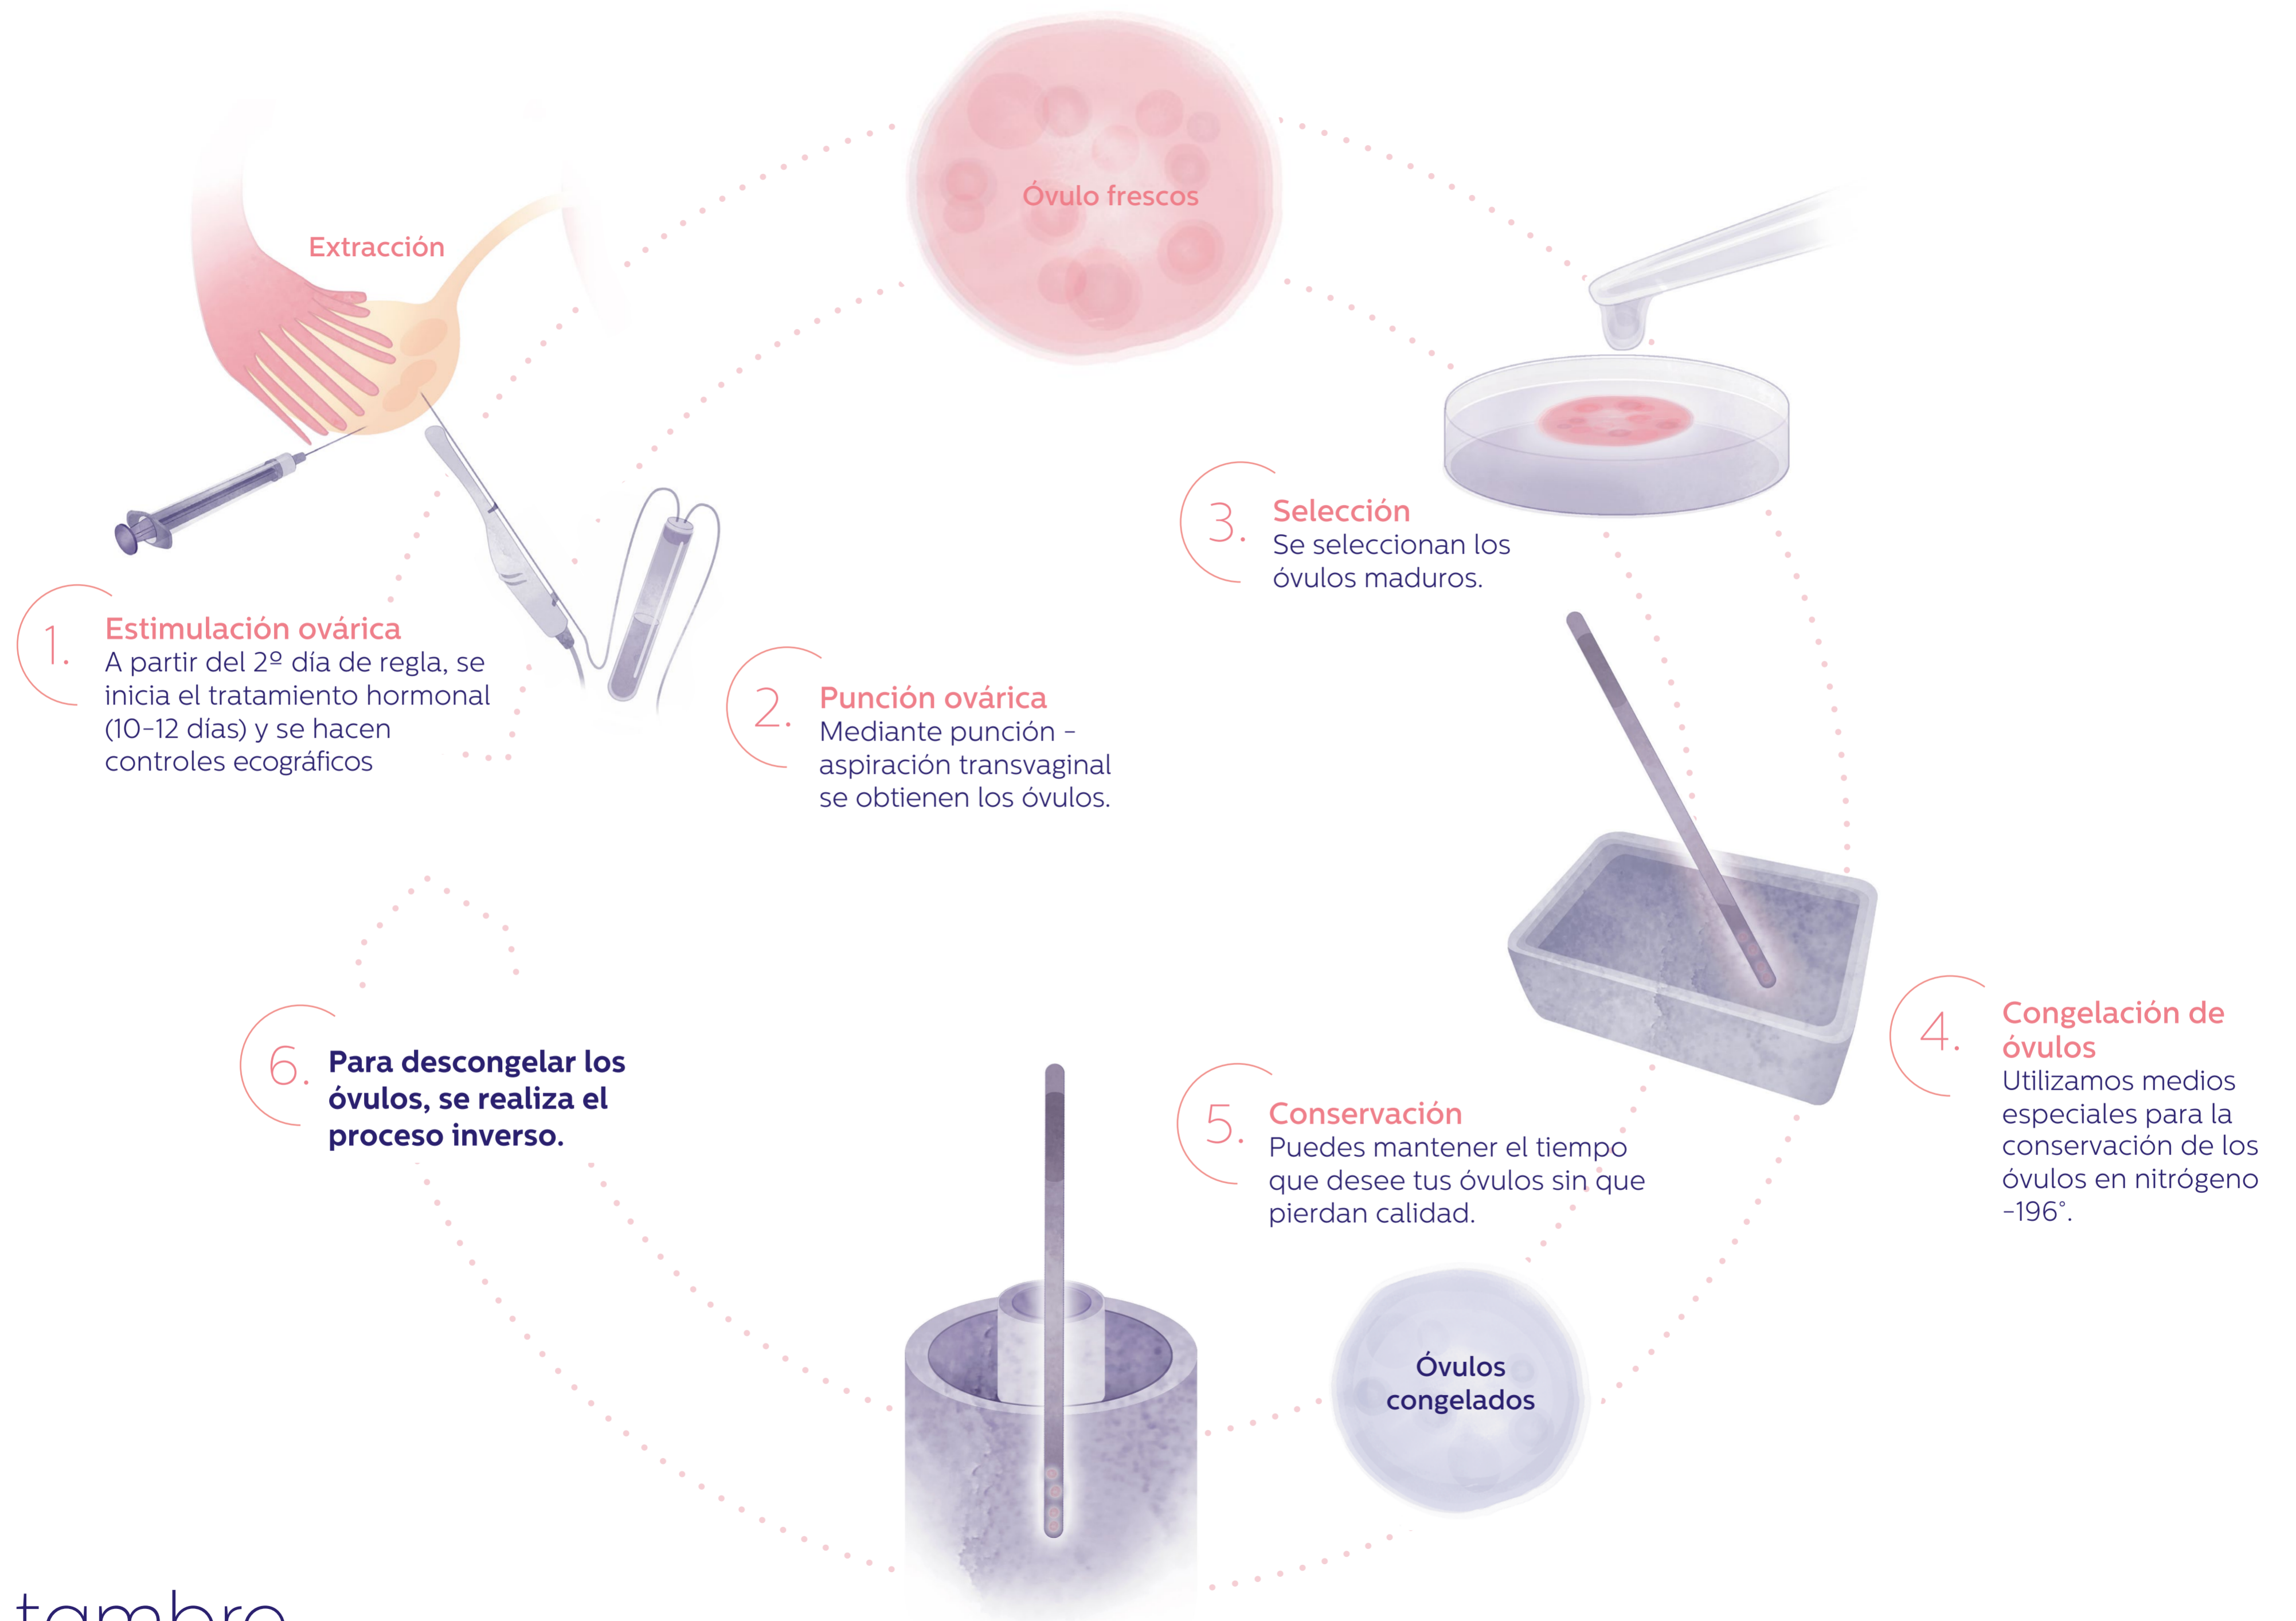 Óvulo frescos
Extracción
1.
Estimulación ovárica
A partir del 2º día de regla, se
inicia el tratamiento hormonal
(10-12 días) y se hacen
controles ecográficos
2.
Punción ovárica
Mediante punción -
aspiración transvaginal
se obtienen los óvulos.
3.
Selección
Se seleccionan los
óvulos maduros.
4.
Congelación de
óvulos
Utilizamos medios
especiales para la
conservación de los
óvulos en nitrógeno
-196°.
5.
Conservación
Puedes mantener el tiempo
que desee tus óvulos sin que
pierdan calidad.
Óvulos
congelados
6.
Para descongelar los
óvulos, se realiza el
proceso inverso.
tambre